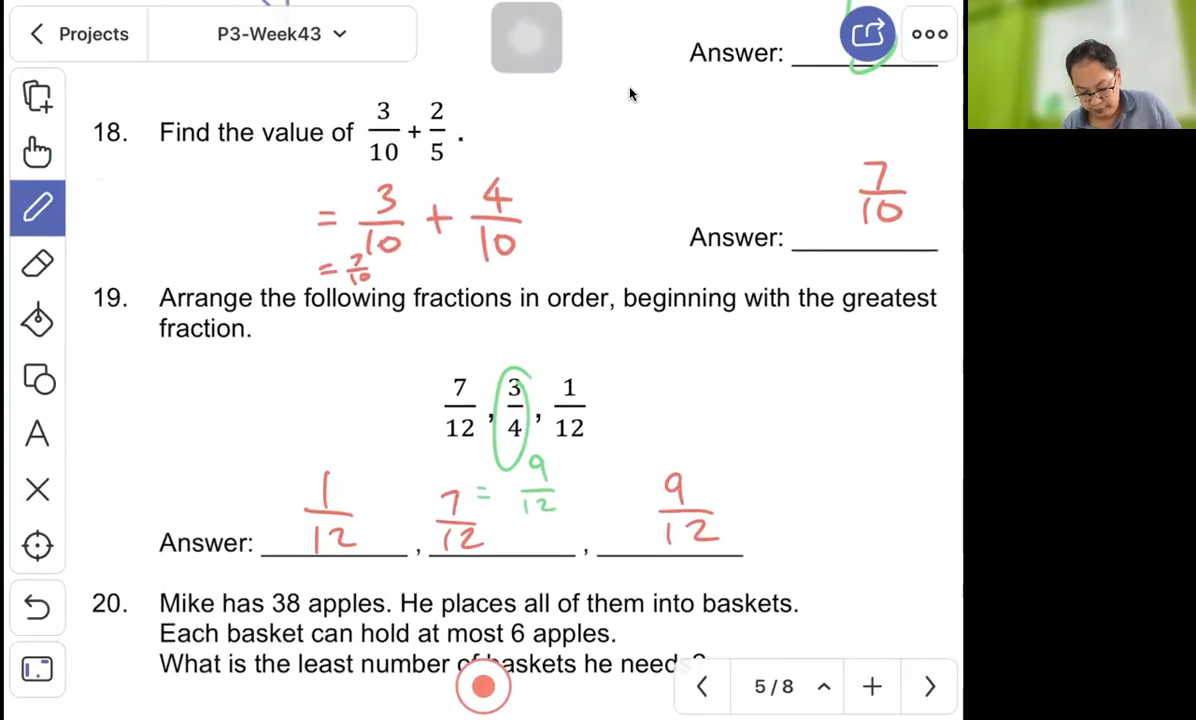 Projects
P3-Week43
Answer:
18. Find the value of 3/10 + 2/5 .
= 3/10 + 4/10
= 7/10
7/10
Answer:
19. Arrange the following fractions in order, beginning with the greatest
fraction.
7/12 , 3/4 , 1/12
= 9/12
Answer: 1/12 , 7/12 , 9/12
20. Mike has 38 apples. He places all of them into baskets.
Each basket can hold at most 6 apples.
What is the least number of baskets he needs?
5 / 8